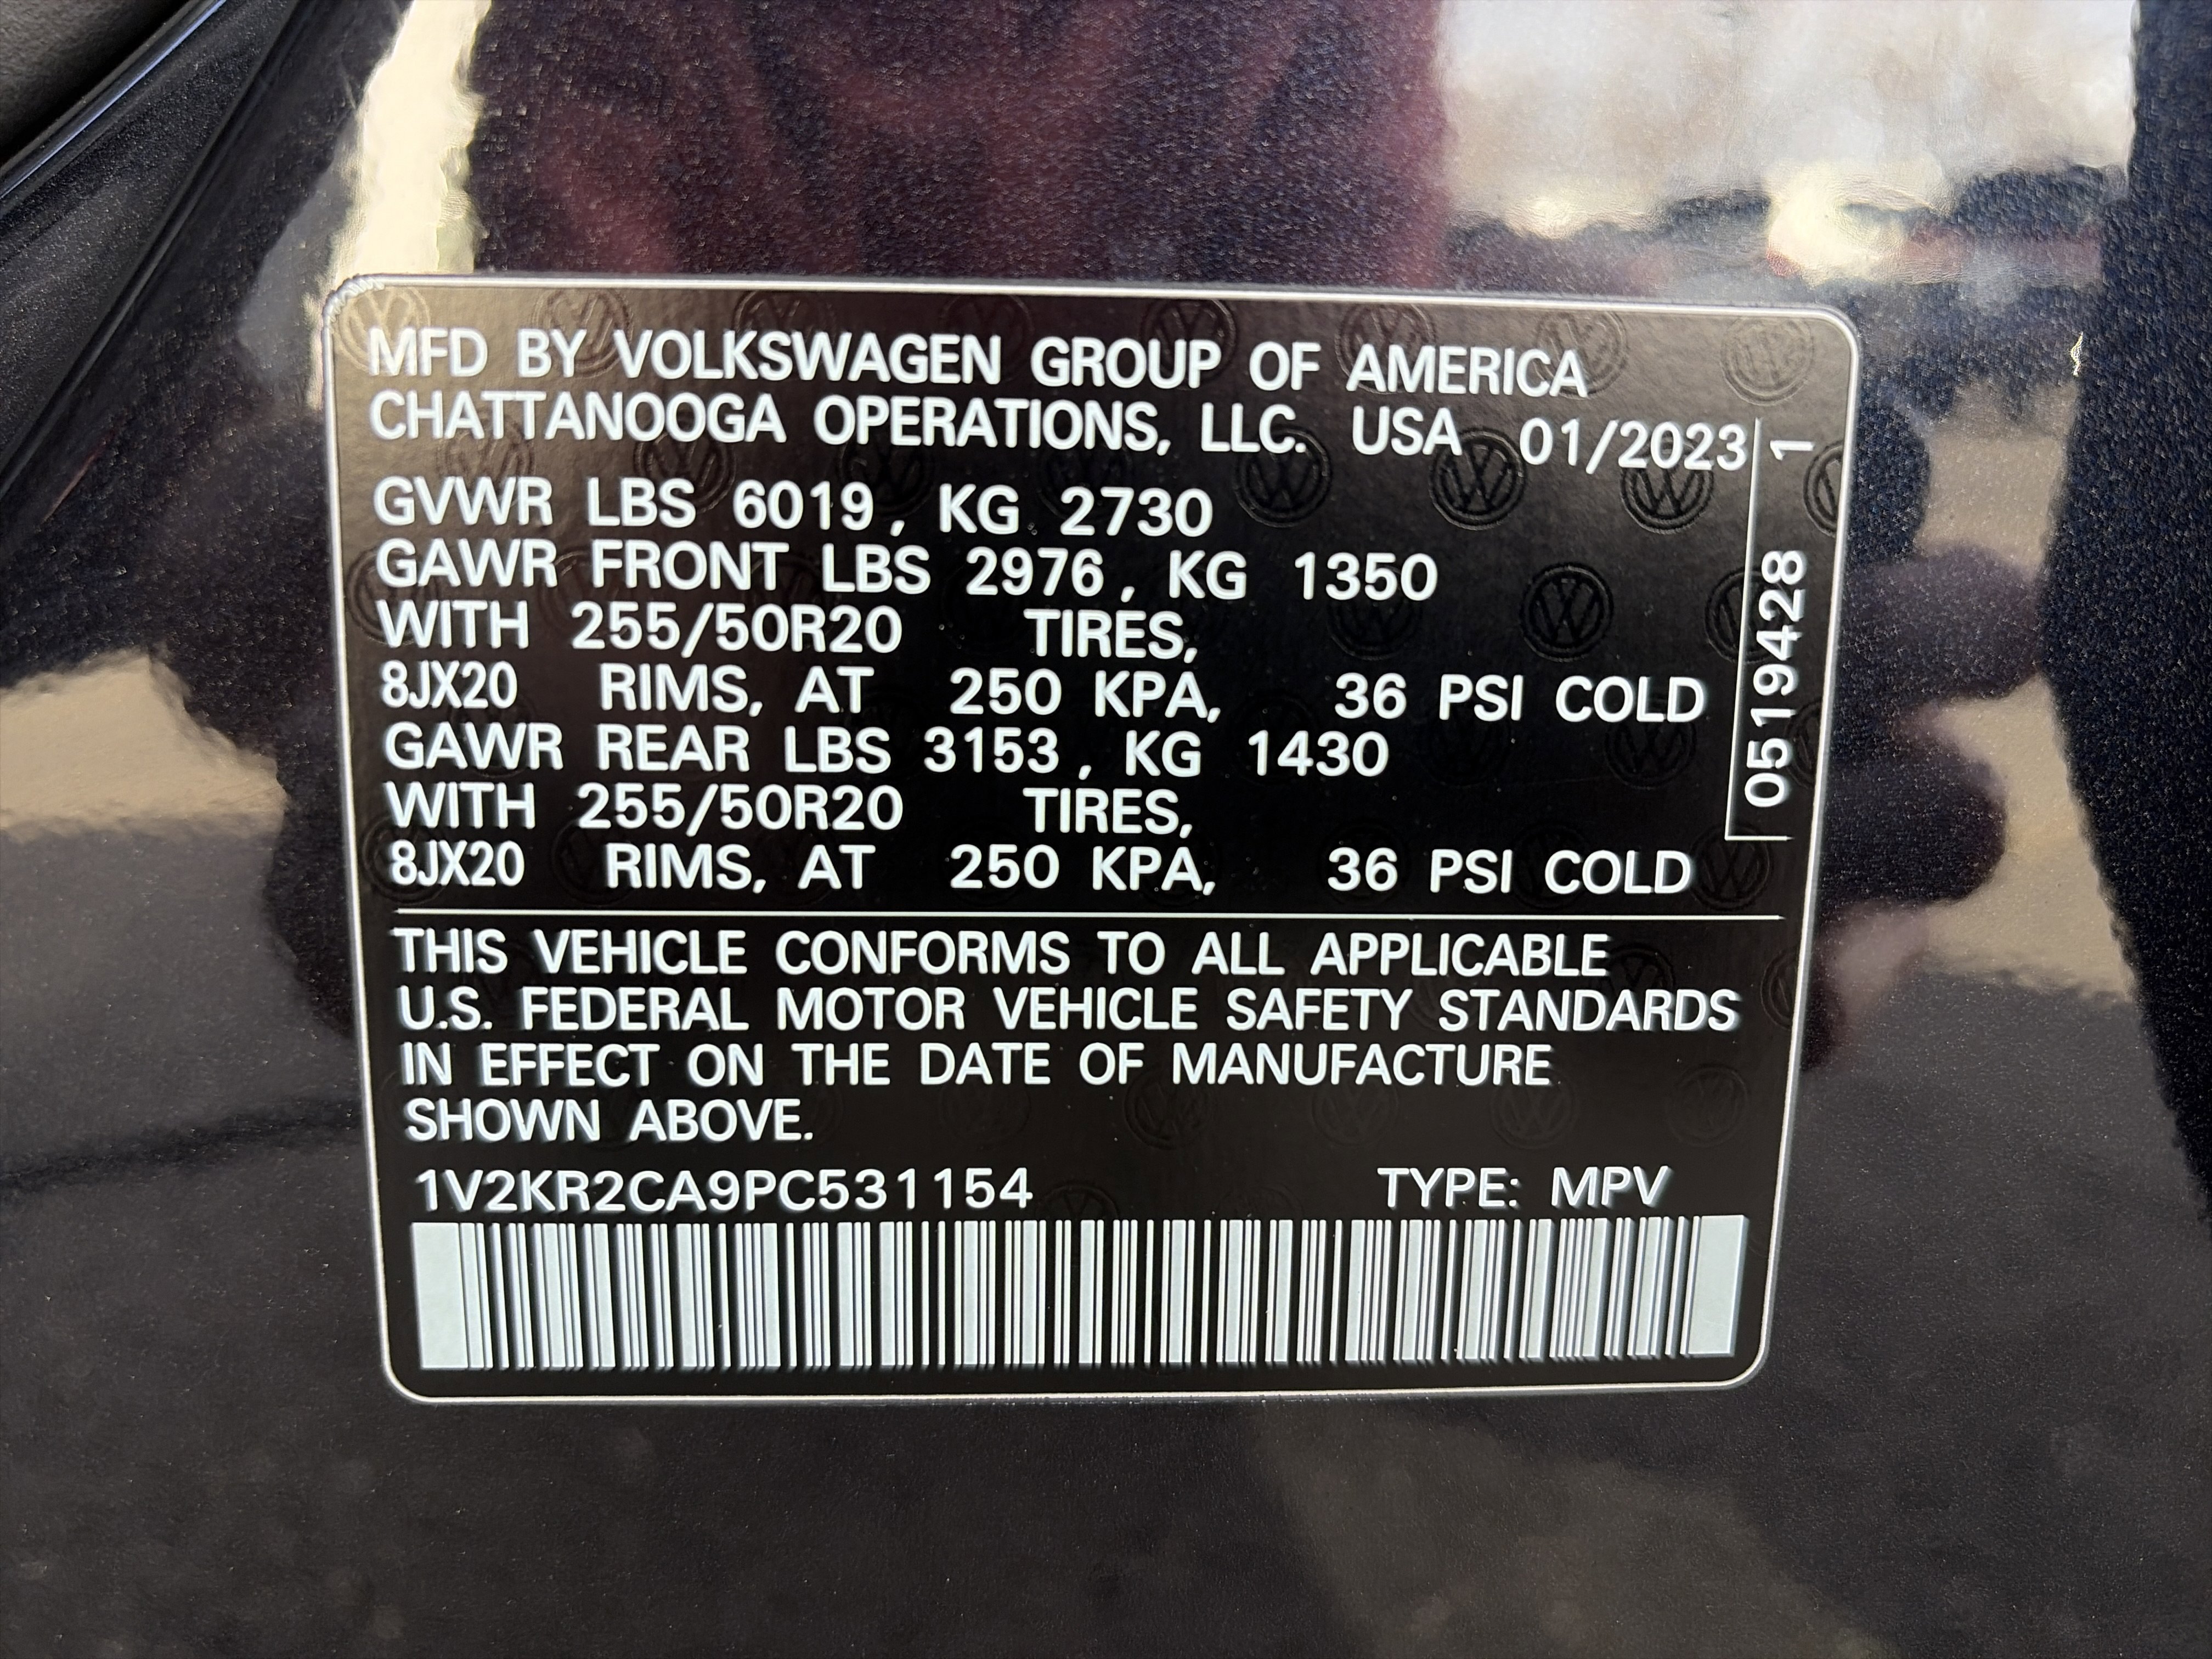 MFD BY VOLKSWAGEN GROUP OF AMERICA
CHATTANOOGA OPERATIONS, LLC. USA 01/2023
GVWR LBS 6019, KG 2730
GAWR FRONT LBS 2976, KG 1350
WITH 255/50R20 TIRES,
8JX20 RIMS, AT 250 KPA, 36 PSI COLD
GAWR REAR LBS 3153, KG 1430
WITH 255/50R20 TIRES,
8JX20 RIMS, AT 250 KPA, 36 PSI COLD
0519428 1
THIS VEHICLE CONFORMS TO ALL APPLICABLE
U.S. FEDERAL MOTOR VEHICLE SAFETY STANDARDS
IN EFFECT ON THE DATE OF MANUFACTURE
SHOWN ABOVE.
1V2KR2CA9PC531154 TYPE: MPV